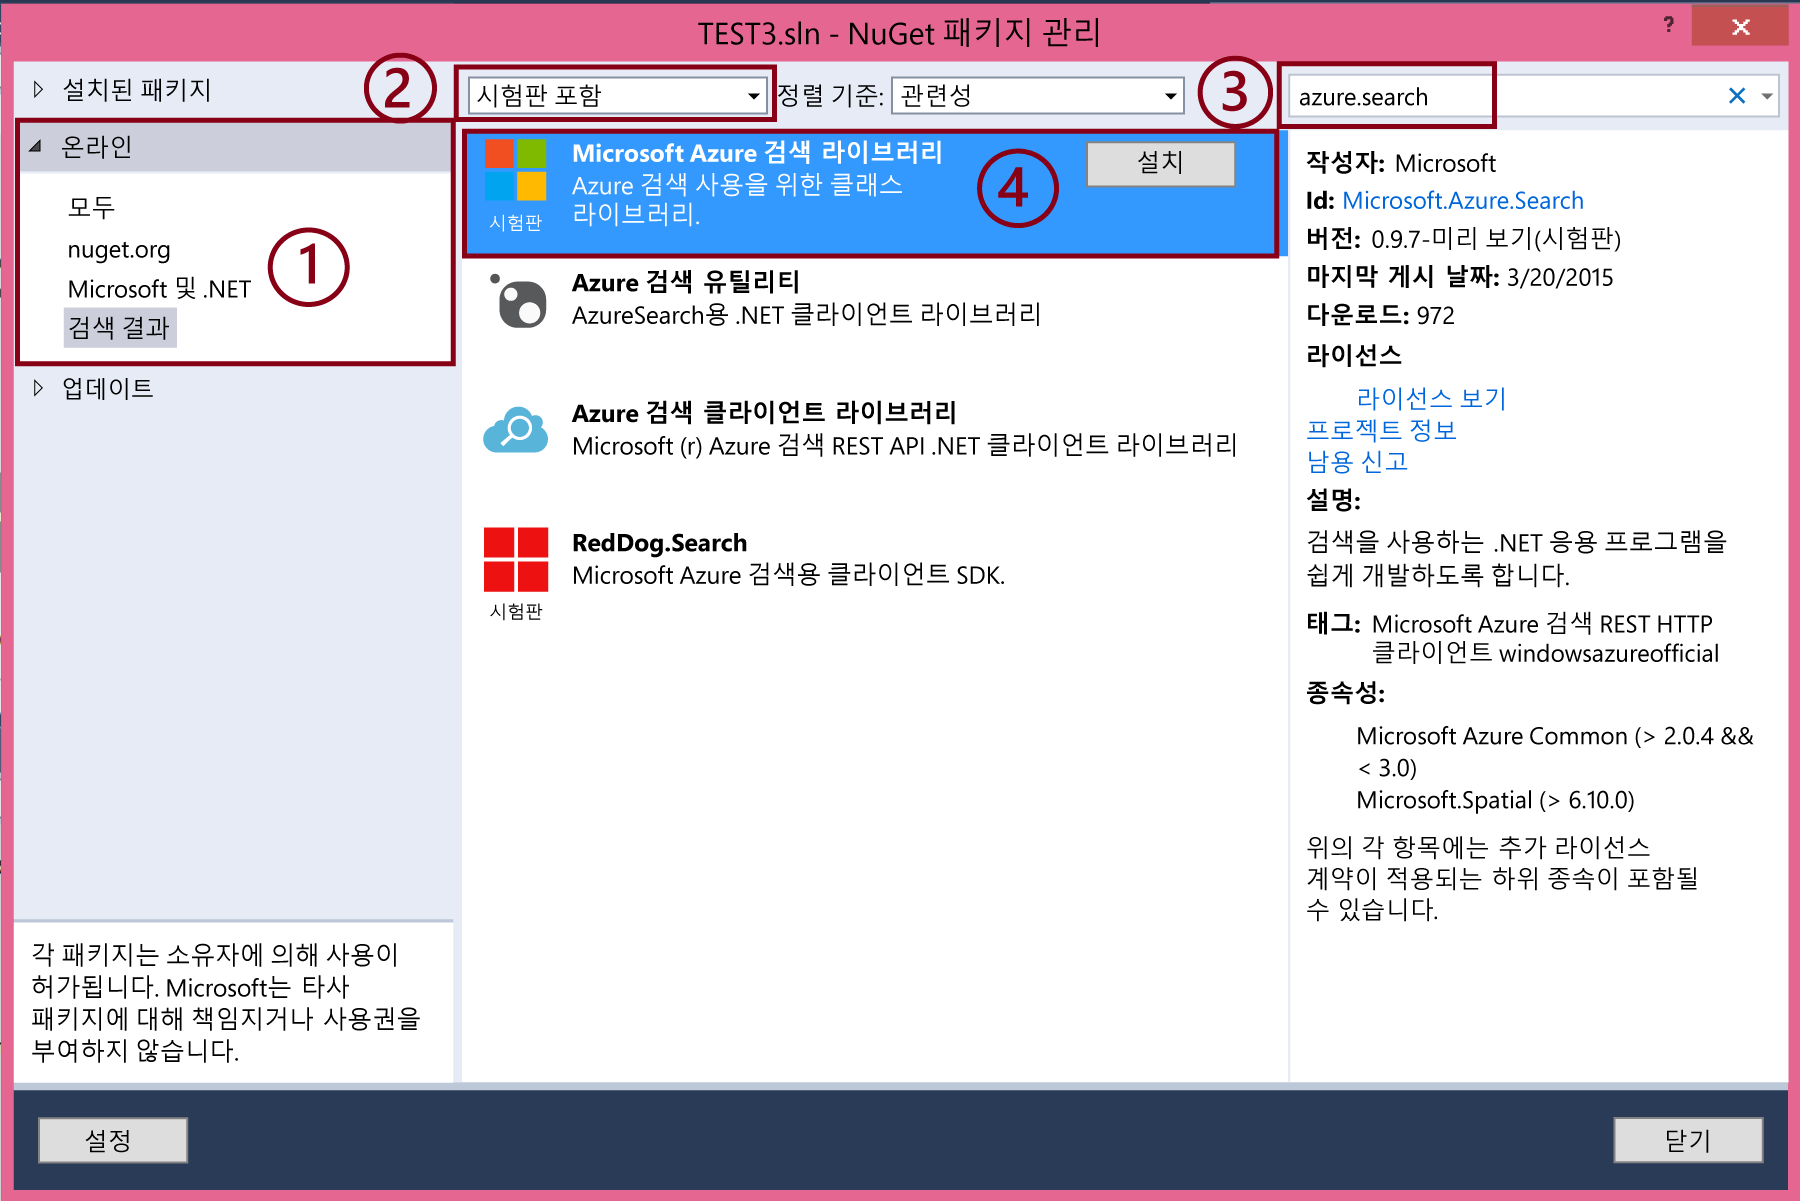 TEST3.sln - NuGet 패키지 관리
?
설치된 패키지
온라인
모두
nuget.org
Microsoft 및 .NET
검색 결과
1
업데이트
각 패키지는 소유자에 의해 사용이
허가됩니다. Microsoft는 타사
패키지에 대해 책임지거나 사용권을
부여하지 않습니다.
2
시험판 포함
정렬 기준: 관련성
3
azure.search
Microsoft Azure 검색 라이브러리
Azure 검색 사용을 위한 클래스
라이브러리.
시험판
4
설치
Azure 검색 유틸리티
AzureSearch용 .NET 클라이언트 라이브러리
Azure 검색 클라이언트 라이브러리
Microsoft (r) Azure 검색 REST API .NET 클라이언트 라이브러리
RedDog.Search
Microsoft Azure 검색용 클라이언트 SDK.
시험판
작성자: Microsoft
Id: Microsoft.Azure.Search
버전: 0.9.7-미리 보기(시험판)
마지막 게시 날짜: 3/20/2015
다운로드: 972
라이선스
라이선스 보기
프로젝트 정보
남용 신고
설명:
검색을 사용하는 .NET 응용 프로그램을
쉽게 개발하도록 합니다.
태그: Microsoft Azure 검색 REST HTTP
클라이언트 windowsazureofficial
종속성:
Microsoft Azure Common (> 2.0.4 &&
< 3.0)
Microsoft.Spatial (> 6.10.0)
위의 각 항목에는 추가 라이선스
계약이 적용되는 하위 종속이 포함될
수 있습니다.
설정
닫기